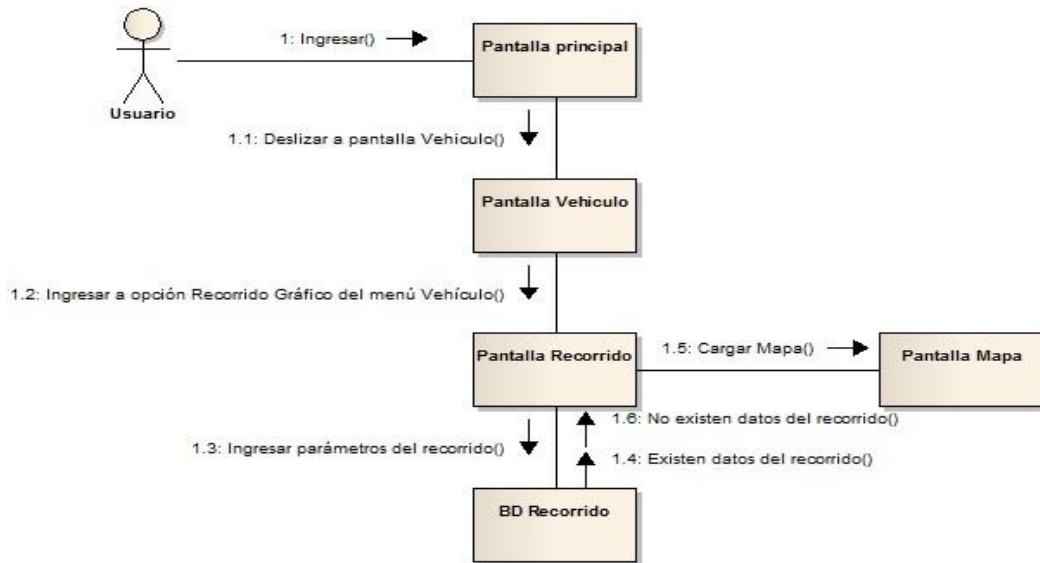 1: Ingresar()
Pantalla principal
Usuario
1.1: Deslizar a pantalla Vehiculo()
Pantalla Vehiculo
1.2: Ingresar a opción Recorrido Gráfico del menú Vehículo()
Pantalla Recorrido
1.5: Cargar Mapa()
Pantalla Mapa
1.6: No existen datos del recorrido()
1.3: Ingresar parámetros del recorrido()
1.4: Existen datos del recorrido()
BD Recorrido